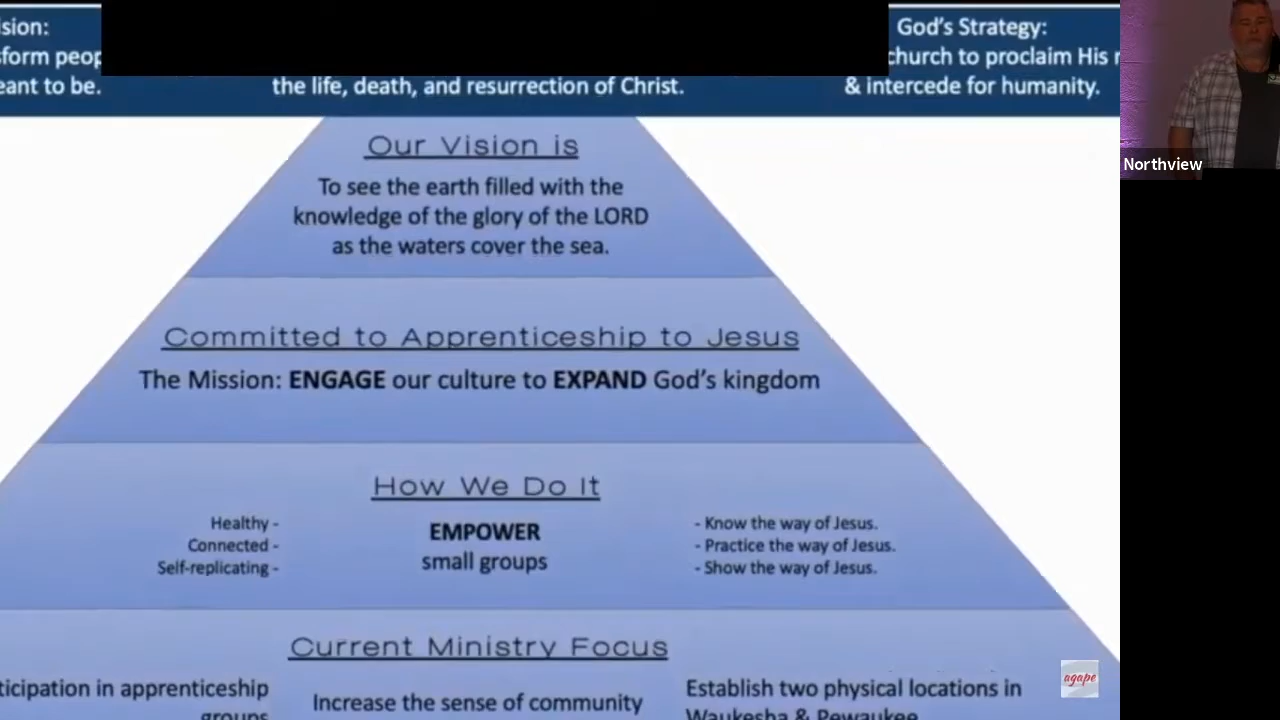 ision:
God's Strategy:
sform peop
church to proclaim His r
eant to be.
the life, death, and resurrection of Christ.
& intercede for humanity.
Northview
Our Vision is
To see the earth filled with the
knowledge of the glory of the LORD
as the waters cover the sea.
Committed to Apprenticeship to Jesus
The Mission: ENGAGE our culture to EXPAND God's kingdom
How We Do It
Healthy -
Connected -
Self-replicating -
EMPOWER
small groups
- Know the way of Jesus.
- Practice the way of Jesus.
- Show the way of Jesus.
Current Ministry Focus
ticipation in apprenticeship
groups
Increase the sense of community
Establish two physical locations in
Waukesha & Pewaukee
agape